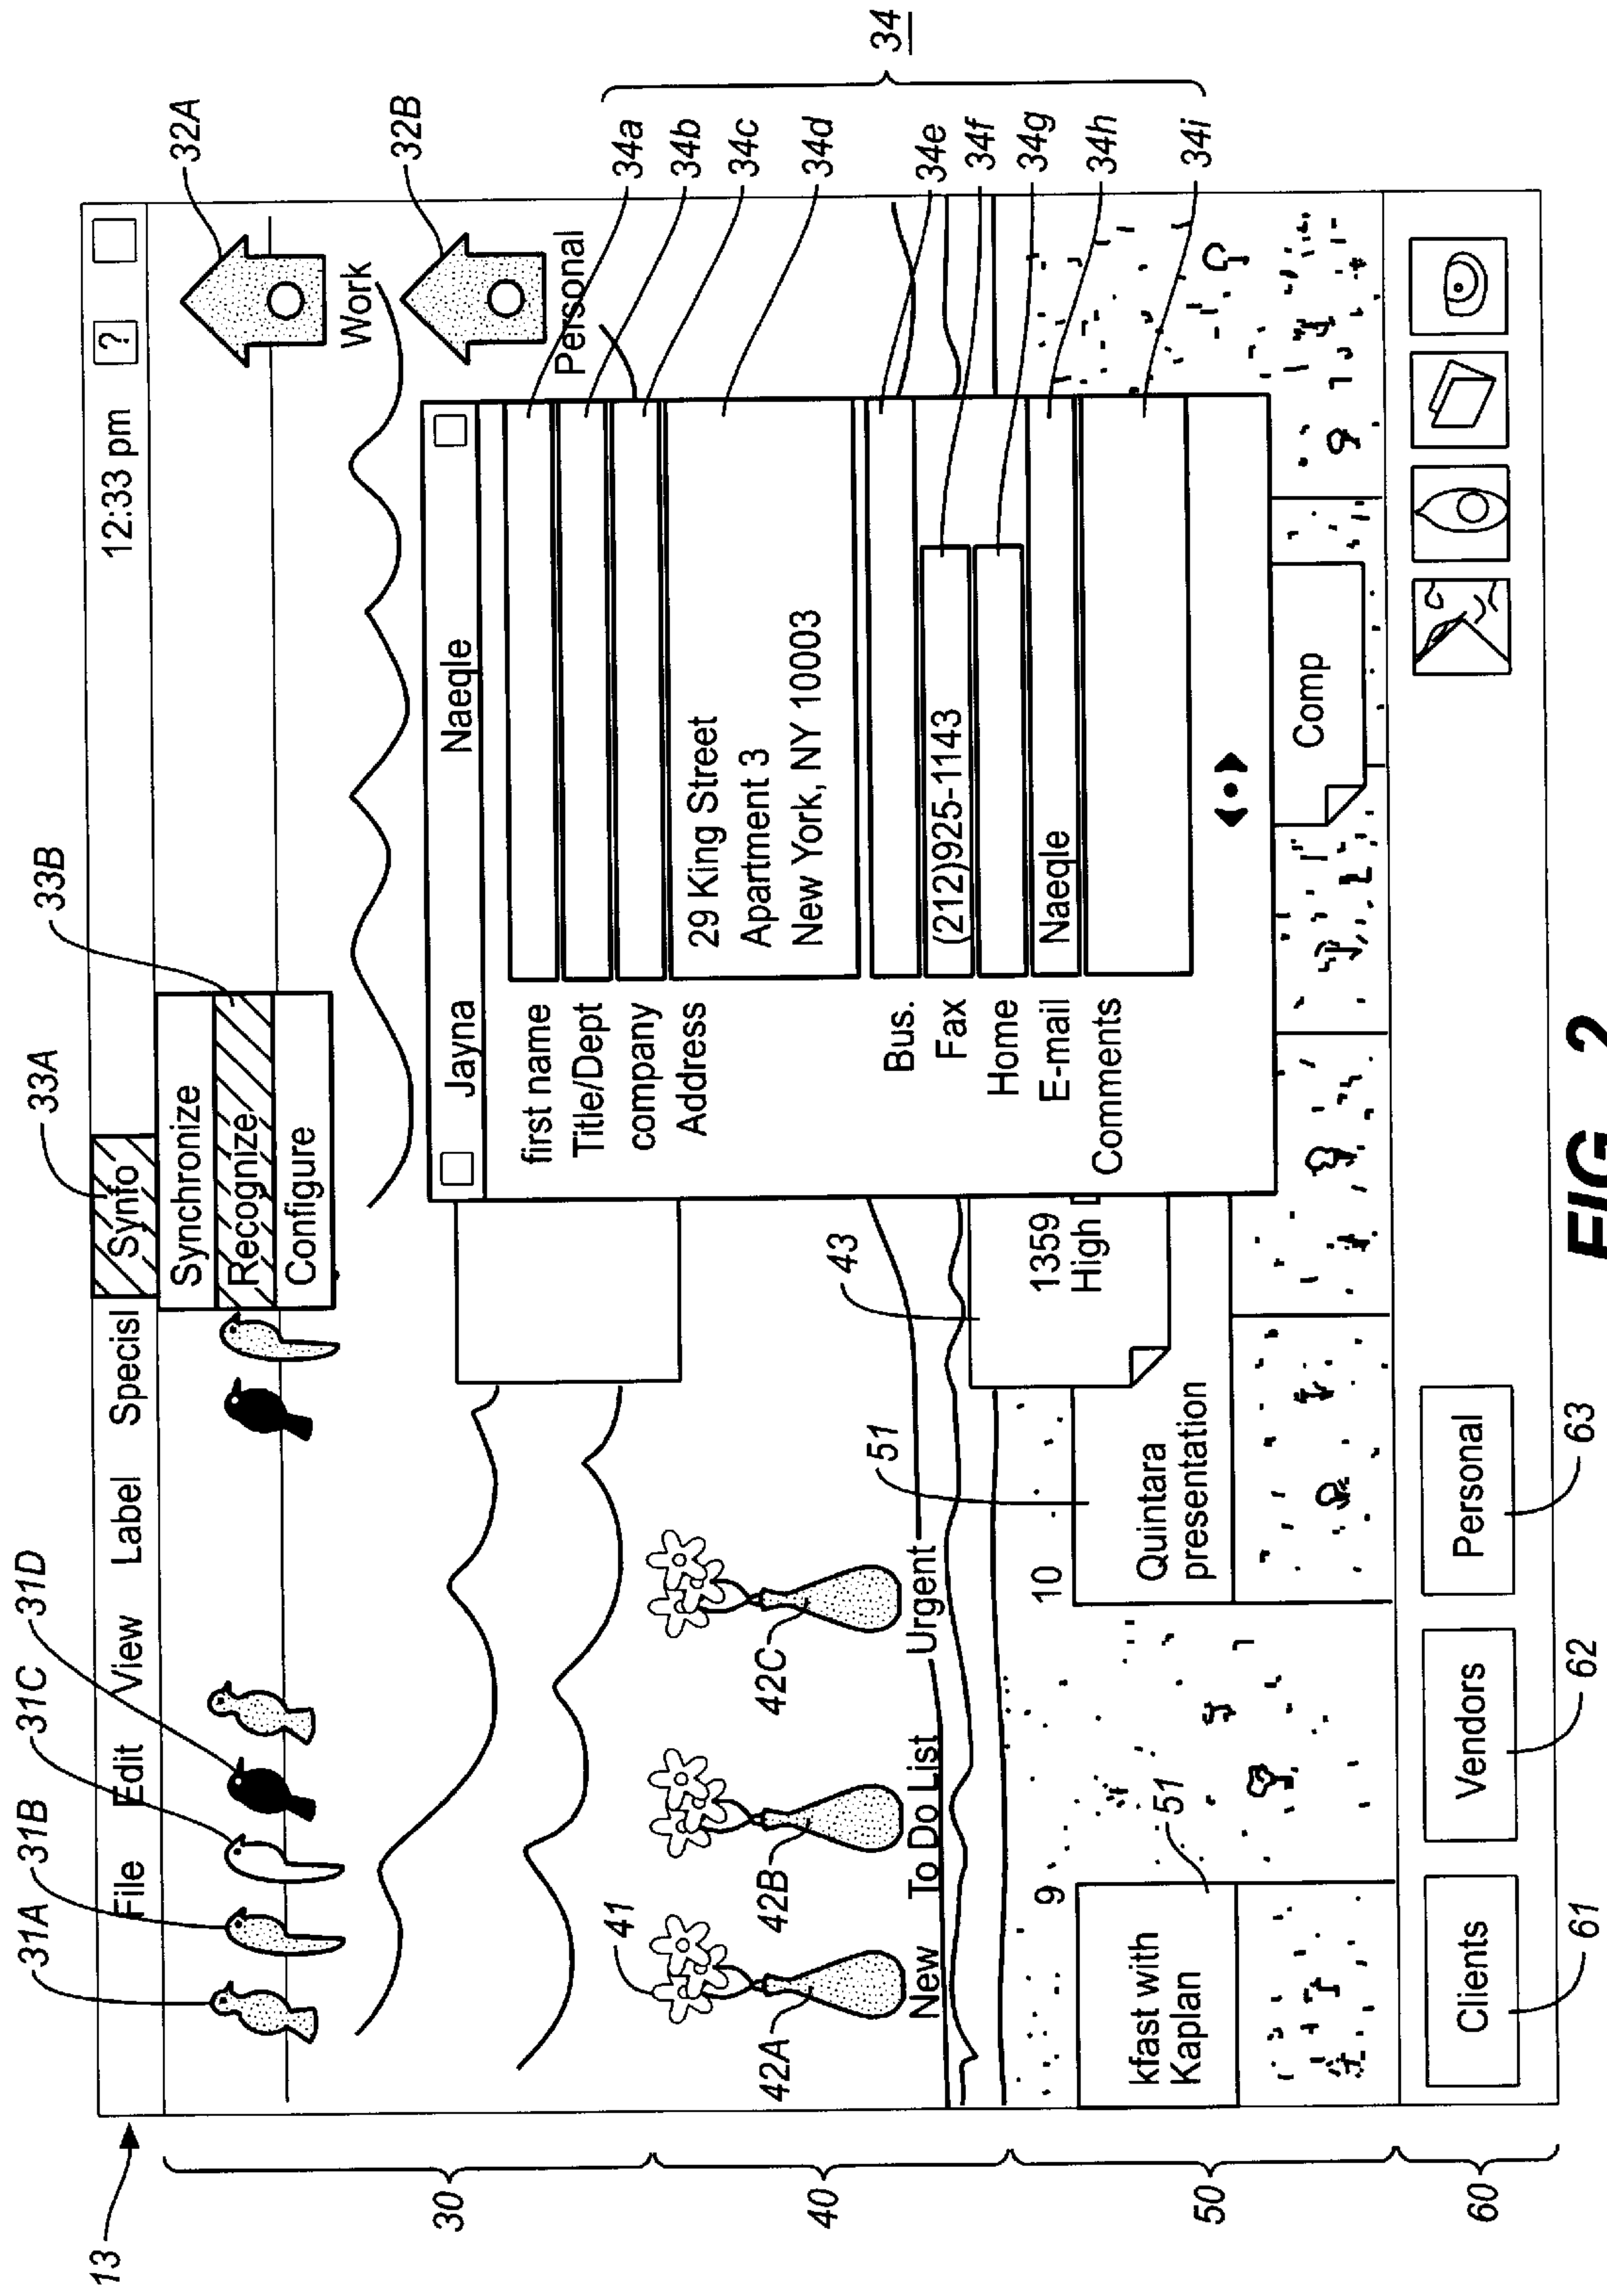 13
31A
31B
31C
31D
33A
33B
32A
32B
File Edit View Label Specisl Synfo 12:33 pm ?
Synchronize
Recognize
Configure
Work
Personal
Jayna Naeqle
first name
Title/Dept
company
Address
29 King Street
Apartment 3
New York, NY 10003
Bus.
Fax (212)925-1143
Home
E-mail Naeqle
Comments
34a
34b
34c
34d
34e
34f
34g
34h
34i
34
41
42A
42B
42C
43
New To Do List Urgent
51
51
9
10
kfast with
Kaplan
Quintara
presentation
1359
High
Comp
Clients Vendors Personal
61
62
63
30
40
50
60
FIG_2